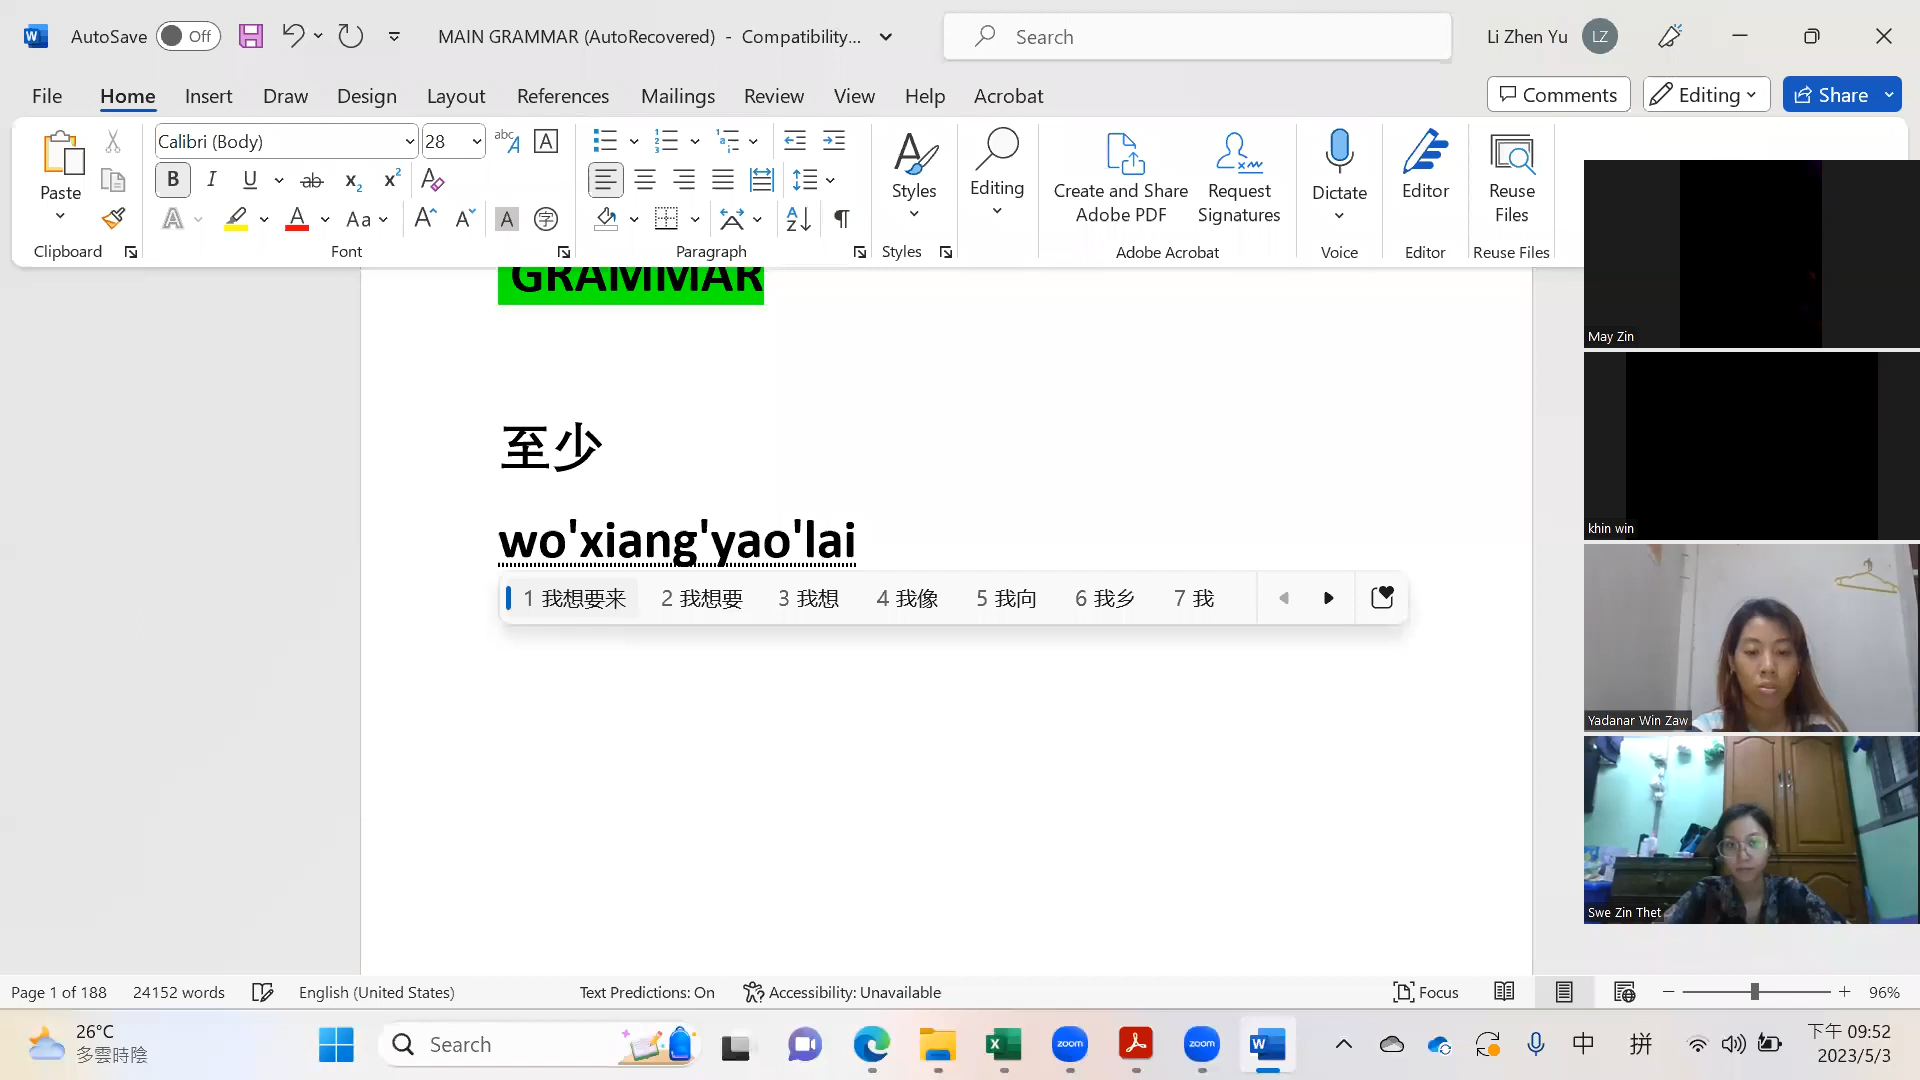 AutoSave Off MAIN GRAMMAR (AutoRecovered) - Compatibility... Search Li Zhen Yu LZ
File Home Insert Draw Design Layout References Mailings Review View Help Acrobat Comments Editing Share
Paste
Clipboard
Calibri (Body) 28
Font
Paragraph
Styles
Styles
Editing
Create and Share Adobe PDF
Request Signatures
Adobe Acrobat
Dictate
Voice
Editor
Editor
Reuse Files
Reuse Files
GRAMMAR
至少
wo'xiang'yao'lai
1 我想要来 2 我想要 3 我想 4 我像 5 我向 6 我乡 7 我
May Zin
khin win
Yadanar Win Zaw
Swe Zin Thet
Page 1 of 188 24152 words English (United States) Text Predictions: On Accessibility: Unavailable Focus 96%
26°C
多雲時陰
Search
zoom
zoom
中 拼
下午 09:52
2023/5/3